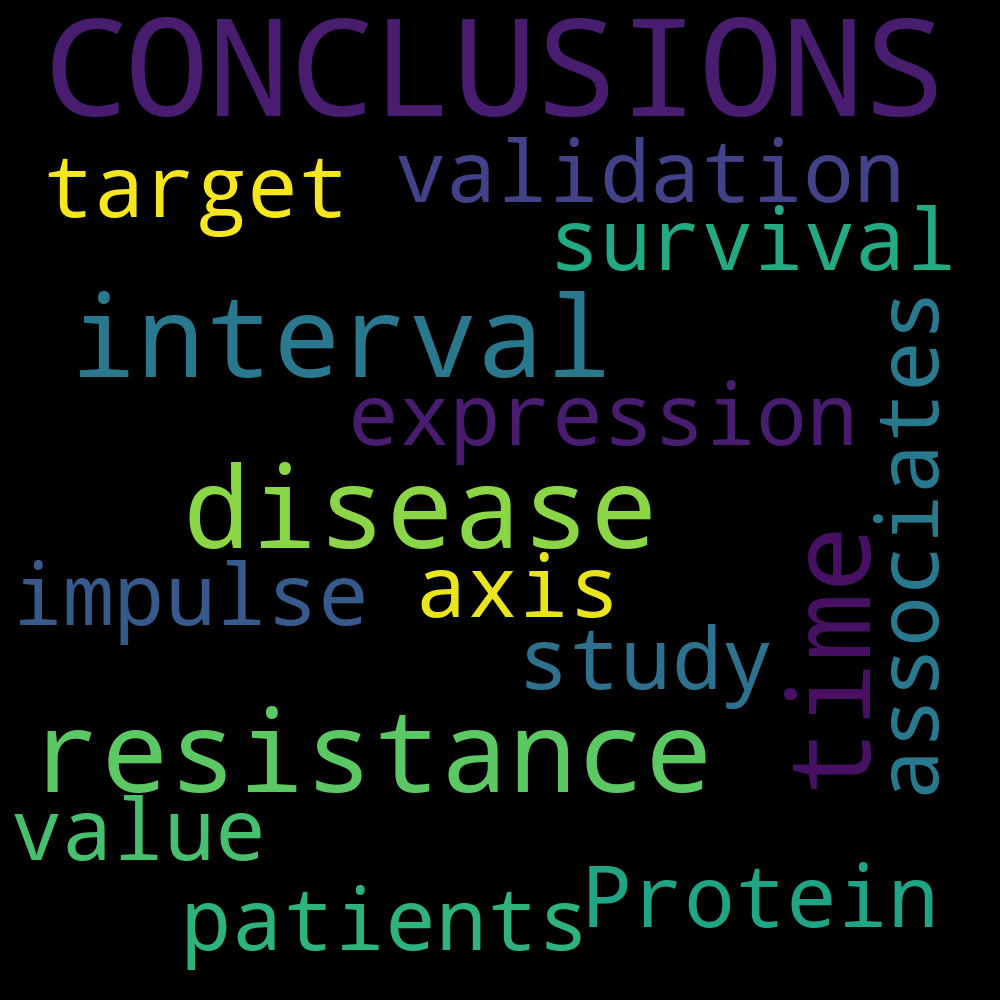 CONCLUSIONS
target
validation
survival
interval
associates
expression
disease
time
impulse
axis
study
resistance
value
patients
Protein